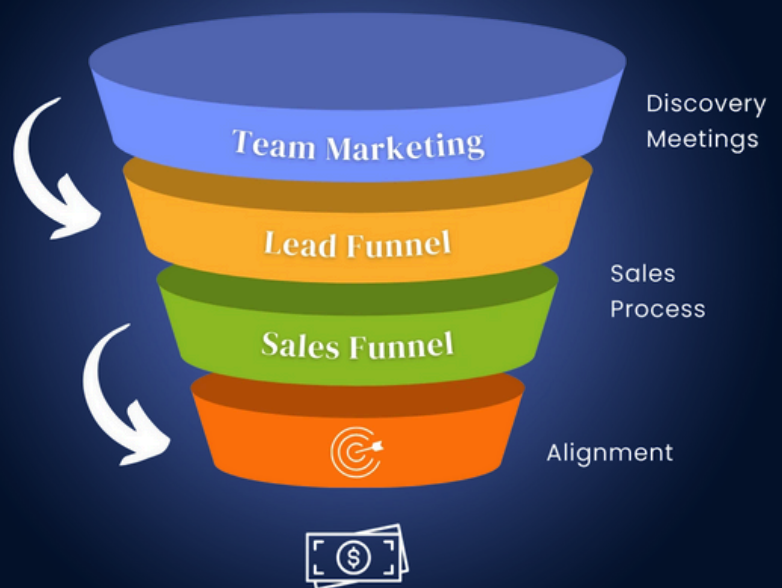 Team Marketing
Discovery
Meetings
Lead Funnel
Sales
Process
Sales Funnel
Alignment
$